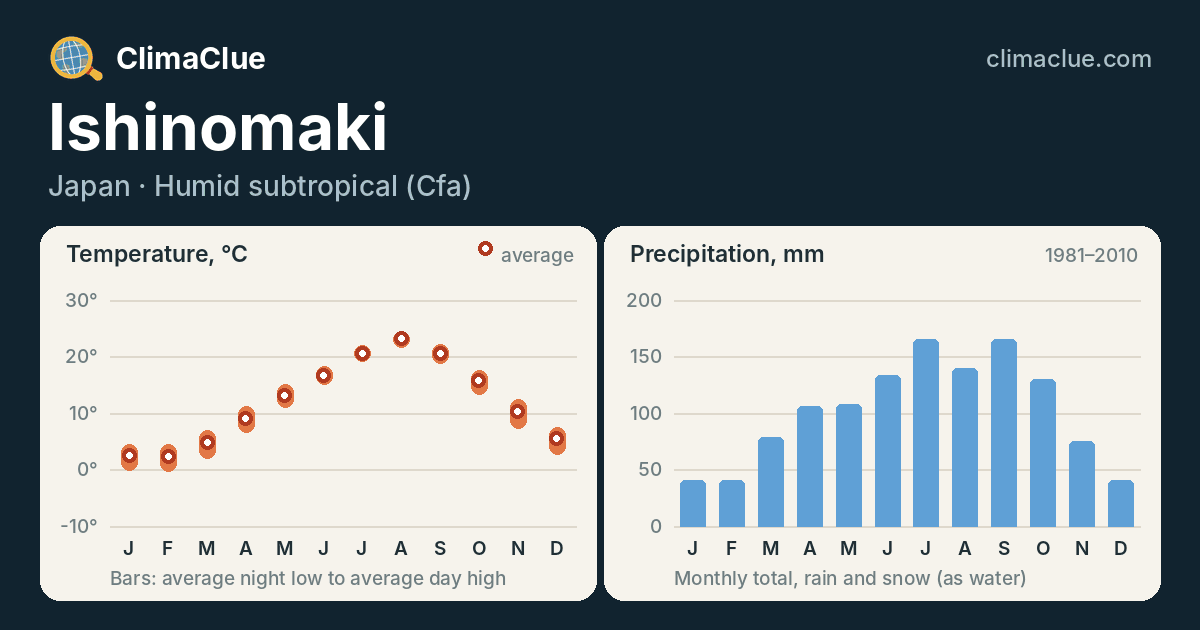 ClimaClue
climaclue.com
Ishinomaki
Japan · Humid subtropical (Cfa)
Temperature, °C
average
30°
20°
10°
0°
-10°
J F M A M J J A S O N D
Bars: average night low to average day high
Precipitation, mm
1981–2010
200
150
100
50
0
J F M A M J J A S O N D
Monthly total, rain and snow (as water)